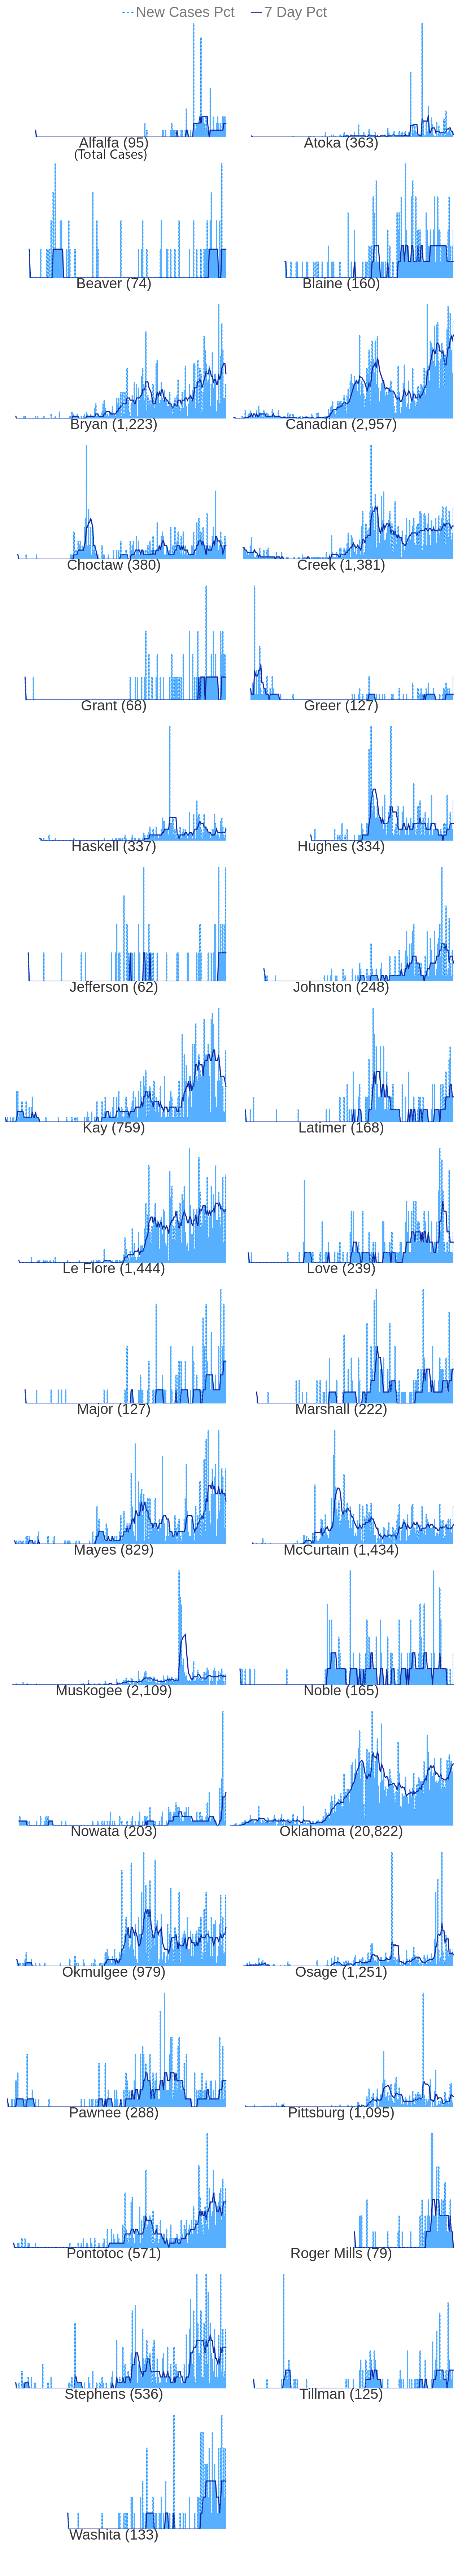 New Cases Pct 7 Day Pct
Alfalfa (95) Atoka (363)
(Total Cases)
Beaver (74) Blaine (160)
Bryan (1,223) Canadian (2,957)
Choctaw (380) Creek (1,381)
Grant (68) Greer (127)
Haskell (337) Hughes (334)
Jefferson (62) Johnston (248)
Kay (759) Latimer (168)
Le Flore (1,444) Love (239)
Major (127) Marshall (222)
Mayes (829) McCurtain (1,434)
Muskogee (2,109) Noble (165)
Nowata (203) Oklahoma (20,822)
Okmulgee (979) Osage (1,251)
Pawnee (288) Pittsburg (1,095)
Pontotoc (571) Roger Mills (79)
Stephens (536) Tillman (125)
Washita (133)